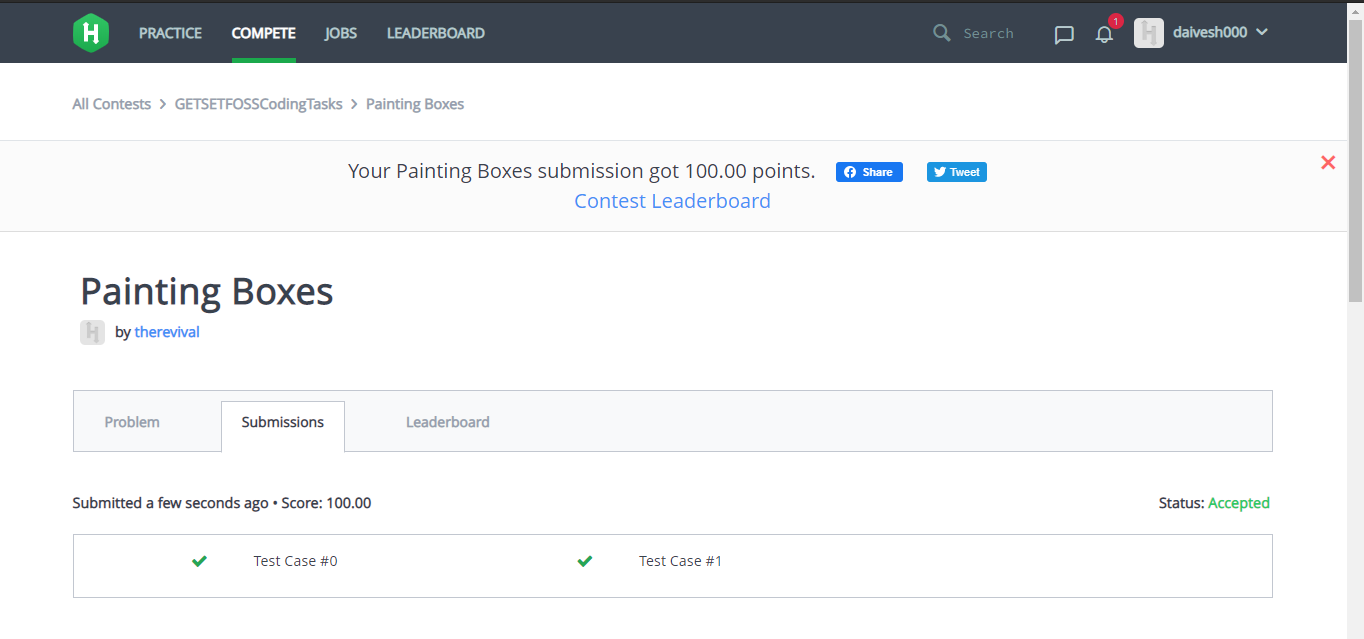 H PRACTICE COMPETE JOBS LEADERBOARD Search 1 H daivesh000
All Contests > GETSETFOSSCodingTasks > Painting Boxes
Your Painting Boxes submission got 100.00 points. Share Tweet
Contest Leaderboard
Painting Boxes
H by therevival
Problem Submissions Leaderboard
Submitted a few seconds ago • Score: 100.00 Status: Accepted
Test Case #0 Test Case #1